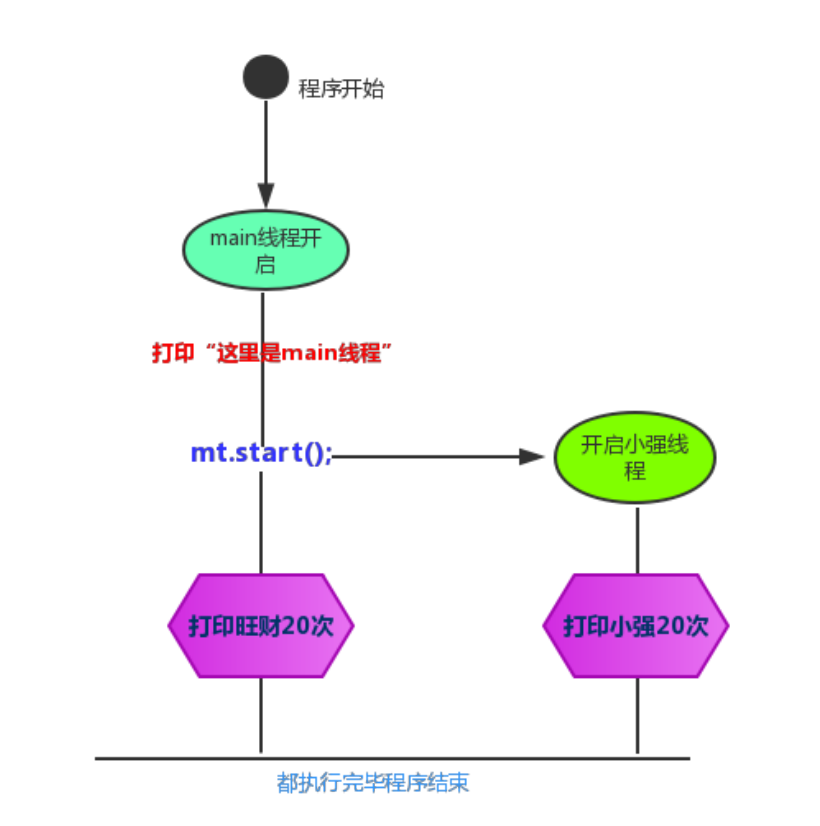 程序开始
main线程开
启
打印“这里是main线程”
mt.start();
开启小强线
程
打印旺财20次
打印小强20次
都执行完毕程序结束